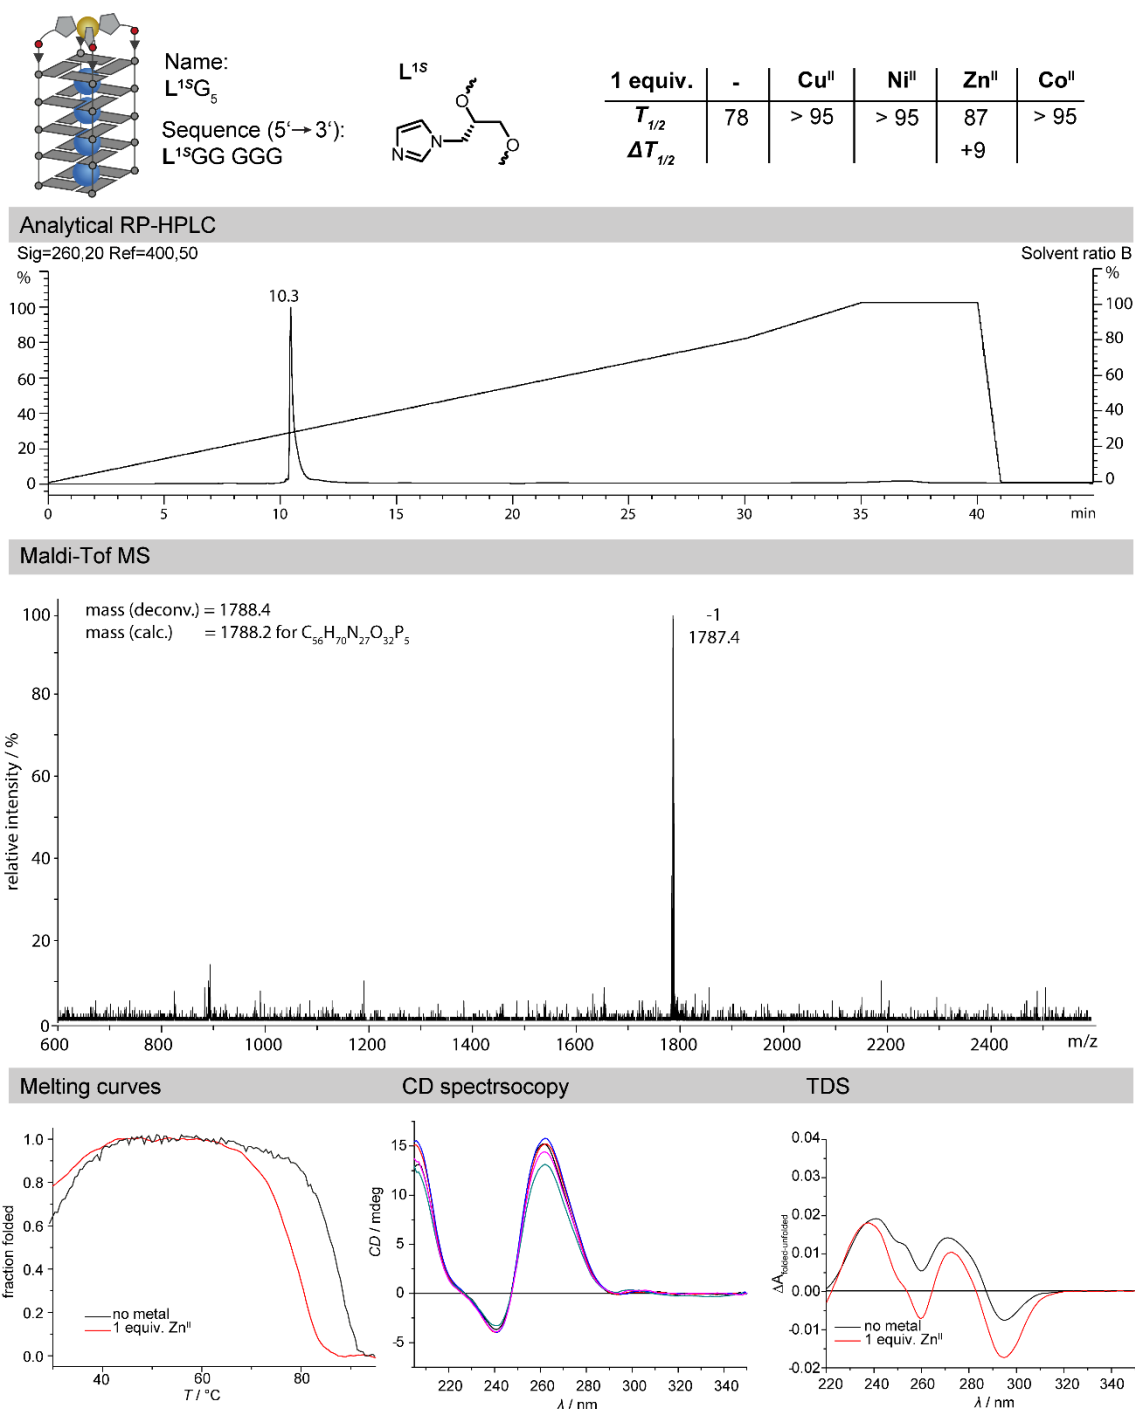 Name:
L¹ˢG₅
Sequence (5‘→ 3‘):
L¹ˢGG GGG
L¹ˢ
N
N
O
O
1 equiv. - Cuᴵᴵ Niᴵᴵ Znᴵᴵ Coᴵᴵ
T₁/₂ 78 > 95 > 95 87 > 95
ΔT₁/₂ +9
Analytical RP-HPLC
Sig=260,20 Ref=400,50 Solvent ratio B
% %
10.3
100 100
80 80
60 60
40 40
20 20
0 0
0 5 10 15 20 25 30 35 40 min
Maldi-Tof MS
mass (deconv.) = 1788.4
mass (calc.) = 1788.2 for C₅₆H₇₀N₂₇O₃₂P₅
-1
1787.4
relative intensity / %
100
80
60
40
20
0
600 800 1000 1200 1400 1600 1800 2000 2200 2400 m/z
Melting curves CD spectrsocopy TDS
fraction folded
1.0
0.8
0.6
0.4
0.2
0.0
no metal
1 equiv. Znᴵᴵ
40 60 80
T / °C
CD / mdeg
15
10
5
0
-5
220 240 260 280 300 320 340
λ / nm
ΔA folded-unfolded
0.04
0.03
0.02
0.01
0.00
-0.01
-0.02
no metal
1 equiv. Znᴵᴵ
220 240 260 280 300 320 340
λ / nm